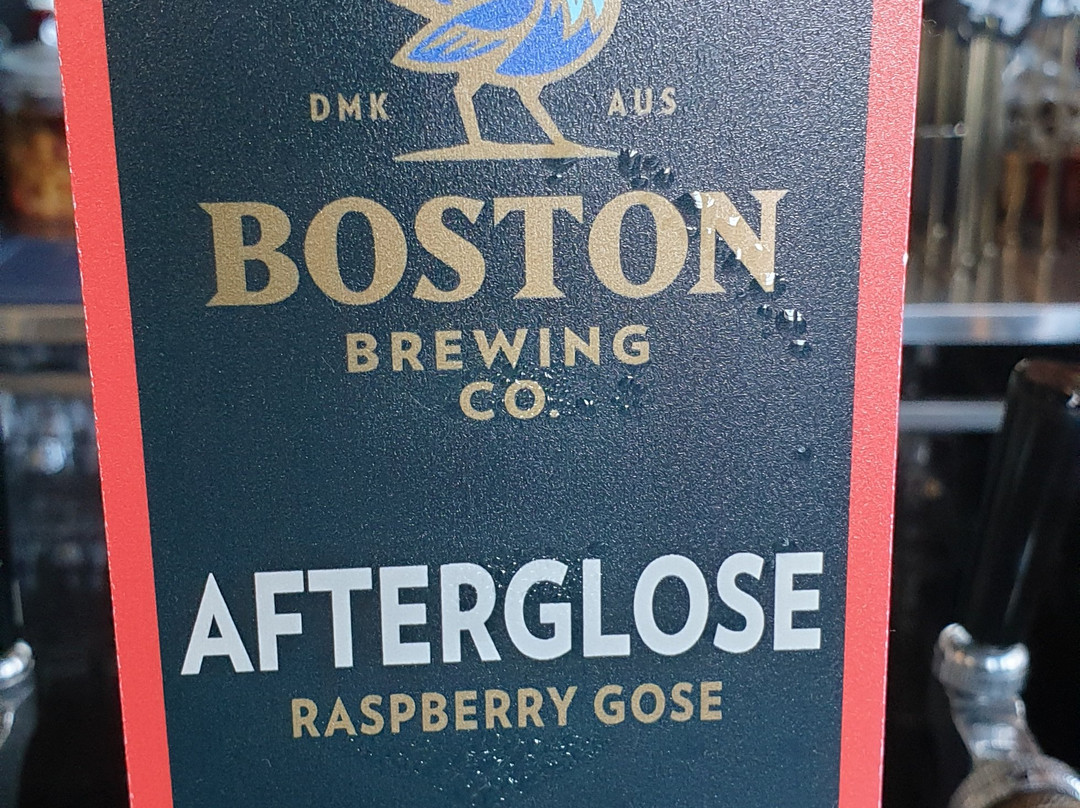 DMK AUS
BOSTON
BREWING
CO.
AFTERGLOSE
RASPBERRY GOSE